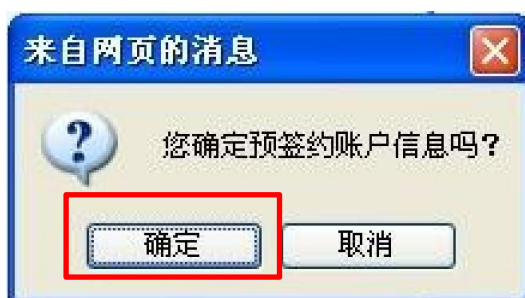 来自网页的消息
您确定预签约账户信息吗?
确定
取消